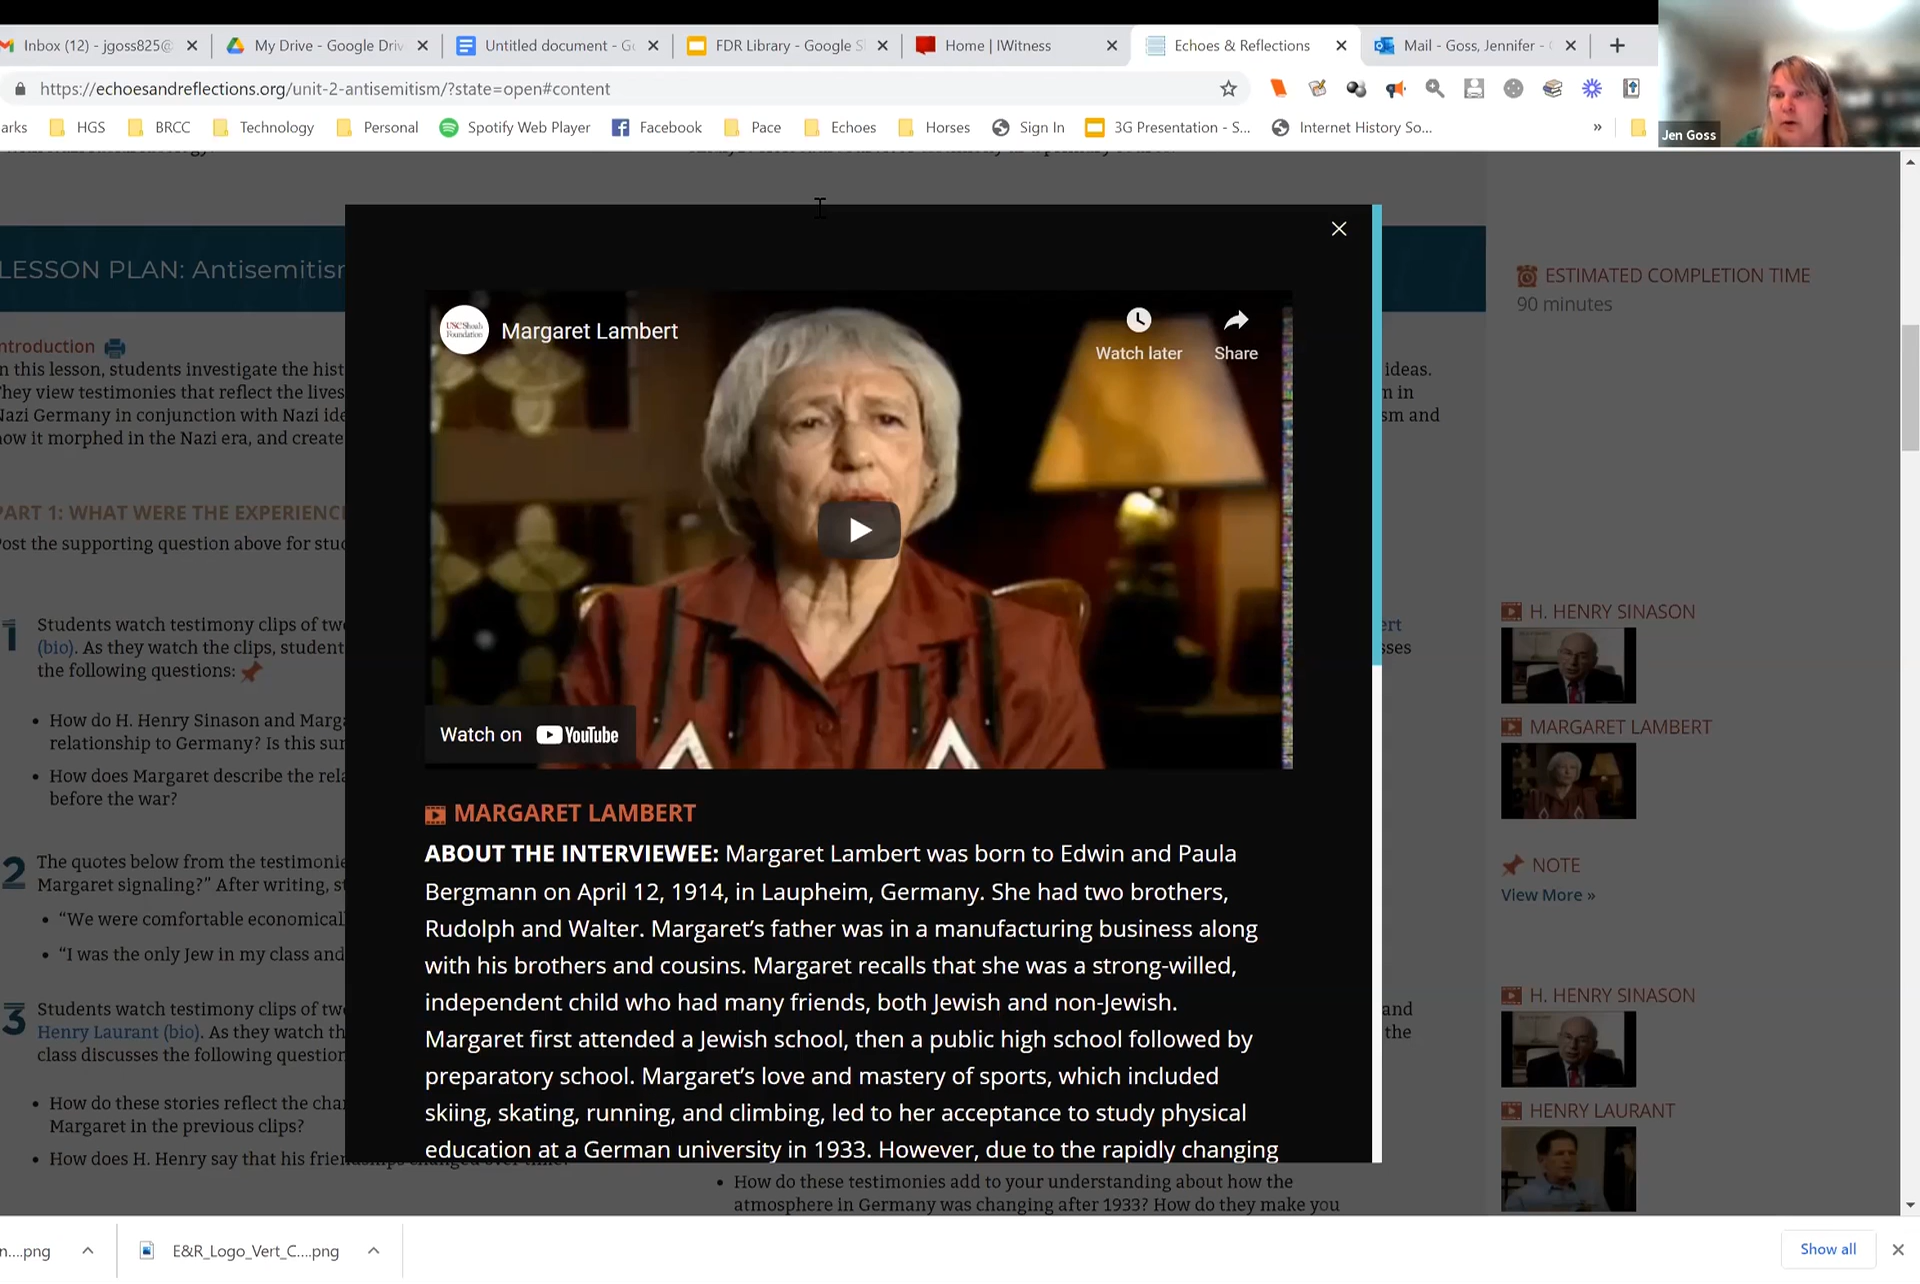 Inbox (12) - jgoss825@
My Drive - Google Driv
Untitled document - G
FDR Library - Google S
Home | IWitness
Echoes & Reflections
Mail - Goss, Jennifer -
https://echoesandreflections.org/unit-2-antisemitism/?state=open#content
arks
HGS
BRCC
Technology
Personal
Spotify Web Player
Facebook
Pace
Echoes
Horses
Sign In
3G Presentation - S...
Internet History So...
»
Jen Goss
LESSON PLAN: Antisemitis
ntroduction
n this lesson, students investigate the hist
hey view testimonies that reflect the lives
Nazi Germany in conjunction with Nazi ide
ow it morphed in the Nazi era, and create
ideas.
m in
sm and
PART 1: WHAT WERE THE EXPERIENC
ost the supporting question above for stu
1
Students watch testimony clips of tw
(bio). As they watch the clips, student
the following questions:
ert
sses
• How do H. Henry Sinason and Marga
relationship to Germany? Is this sur
• How does Margaret describe the rela
before the war?
2
The quotes below from the testimonie
Margaret signaling?” After writing, st
• “We were comfortable economical
• “I was the only Jew in my class and
3
Students watch testimony clips of tw
Henry Laurant (bio). As they watch th
class discusses the following question
and
the
• How do these stories reflect the cha
Margaret in the previous clips?
• How does H. Henry say that his friendships changed over time?
• How do these testimonies add to your understanding about how the
atmosphere in Germany was changing after 1933? How do they make you
USC Shoah
Foundation
Margaret Lambert
Watch later
Share
Watch on YouTube
MARGARET LAMBERT
ABOUT THE INTERVIEWEE: Margaret Lambert was born to Edwin and Paula
Bergmann on April 12, 1914, in Laupheim, Germany. She had two brothers,
Rudolph and Walter. Margaret’s father was in a manufacturing business along
with his brothers and cousins. Margaret recalls that she was a strong-willed,
independent child who had many friends, both Jewish and non-Jewish.
Margaret first attended a Jewish school, then a public high school followed by
preparatory school. Margaret’s love and mastery of sports, which included
skiing, skating, running, and climbing, led to her acceptance to study physical
education at a German university in 1933. However, due to the rapidly changing
ESTIMATED COMPLETION TIME
90 minutes
H. HENRY SINASON
MARGARET LAMBERT
NOTE
View More »
H. HENRY SINASON
HENRY LAURANT
n....png
E&R_Logo_Vert_C....png
Show all